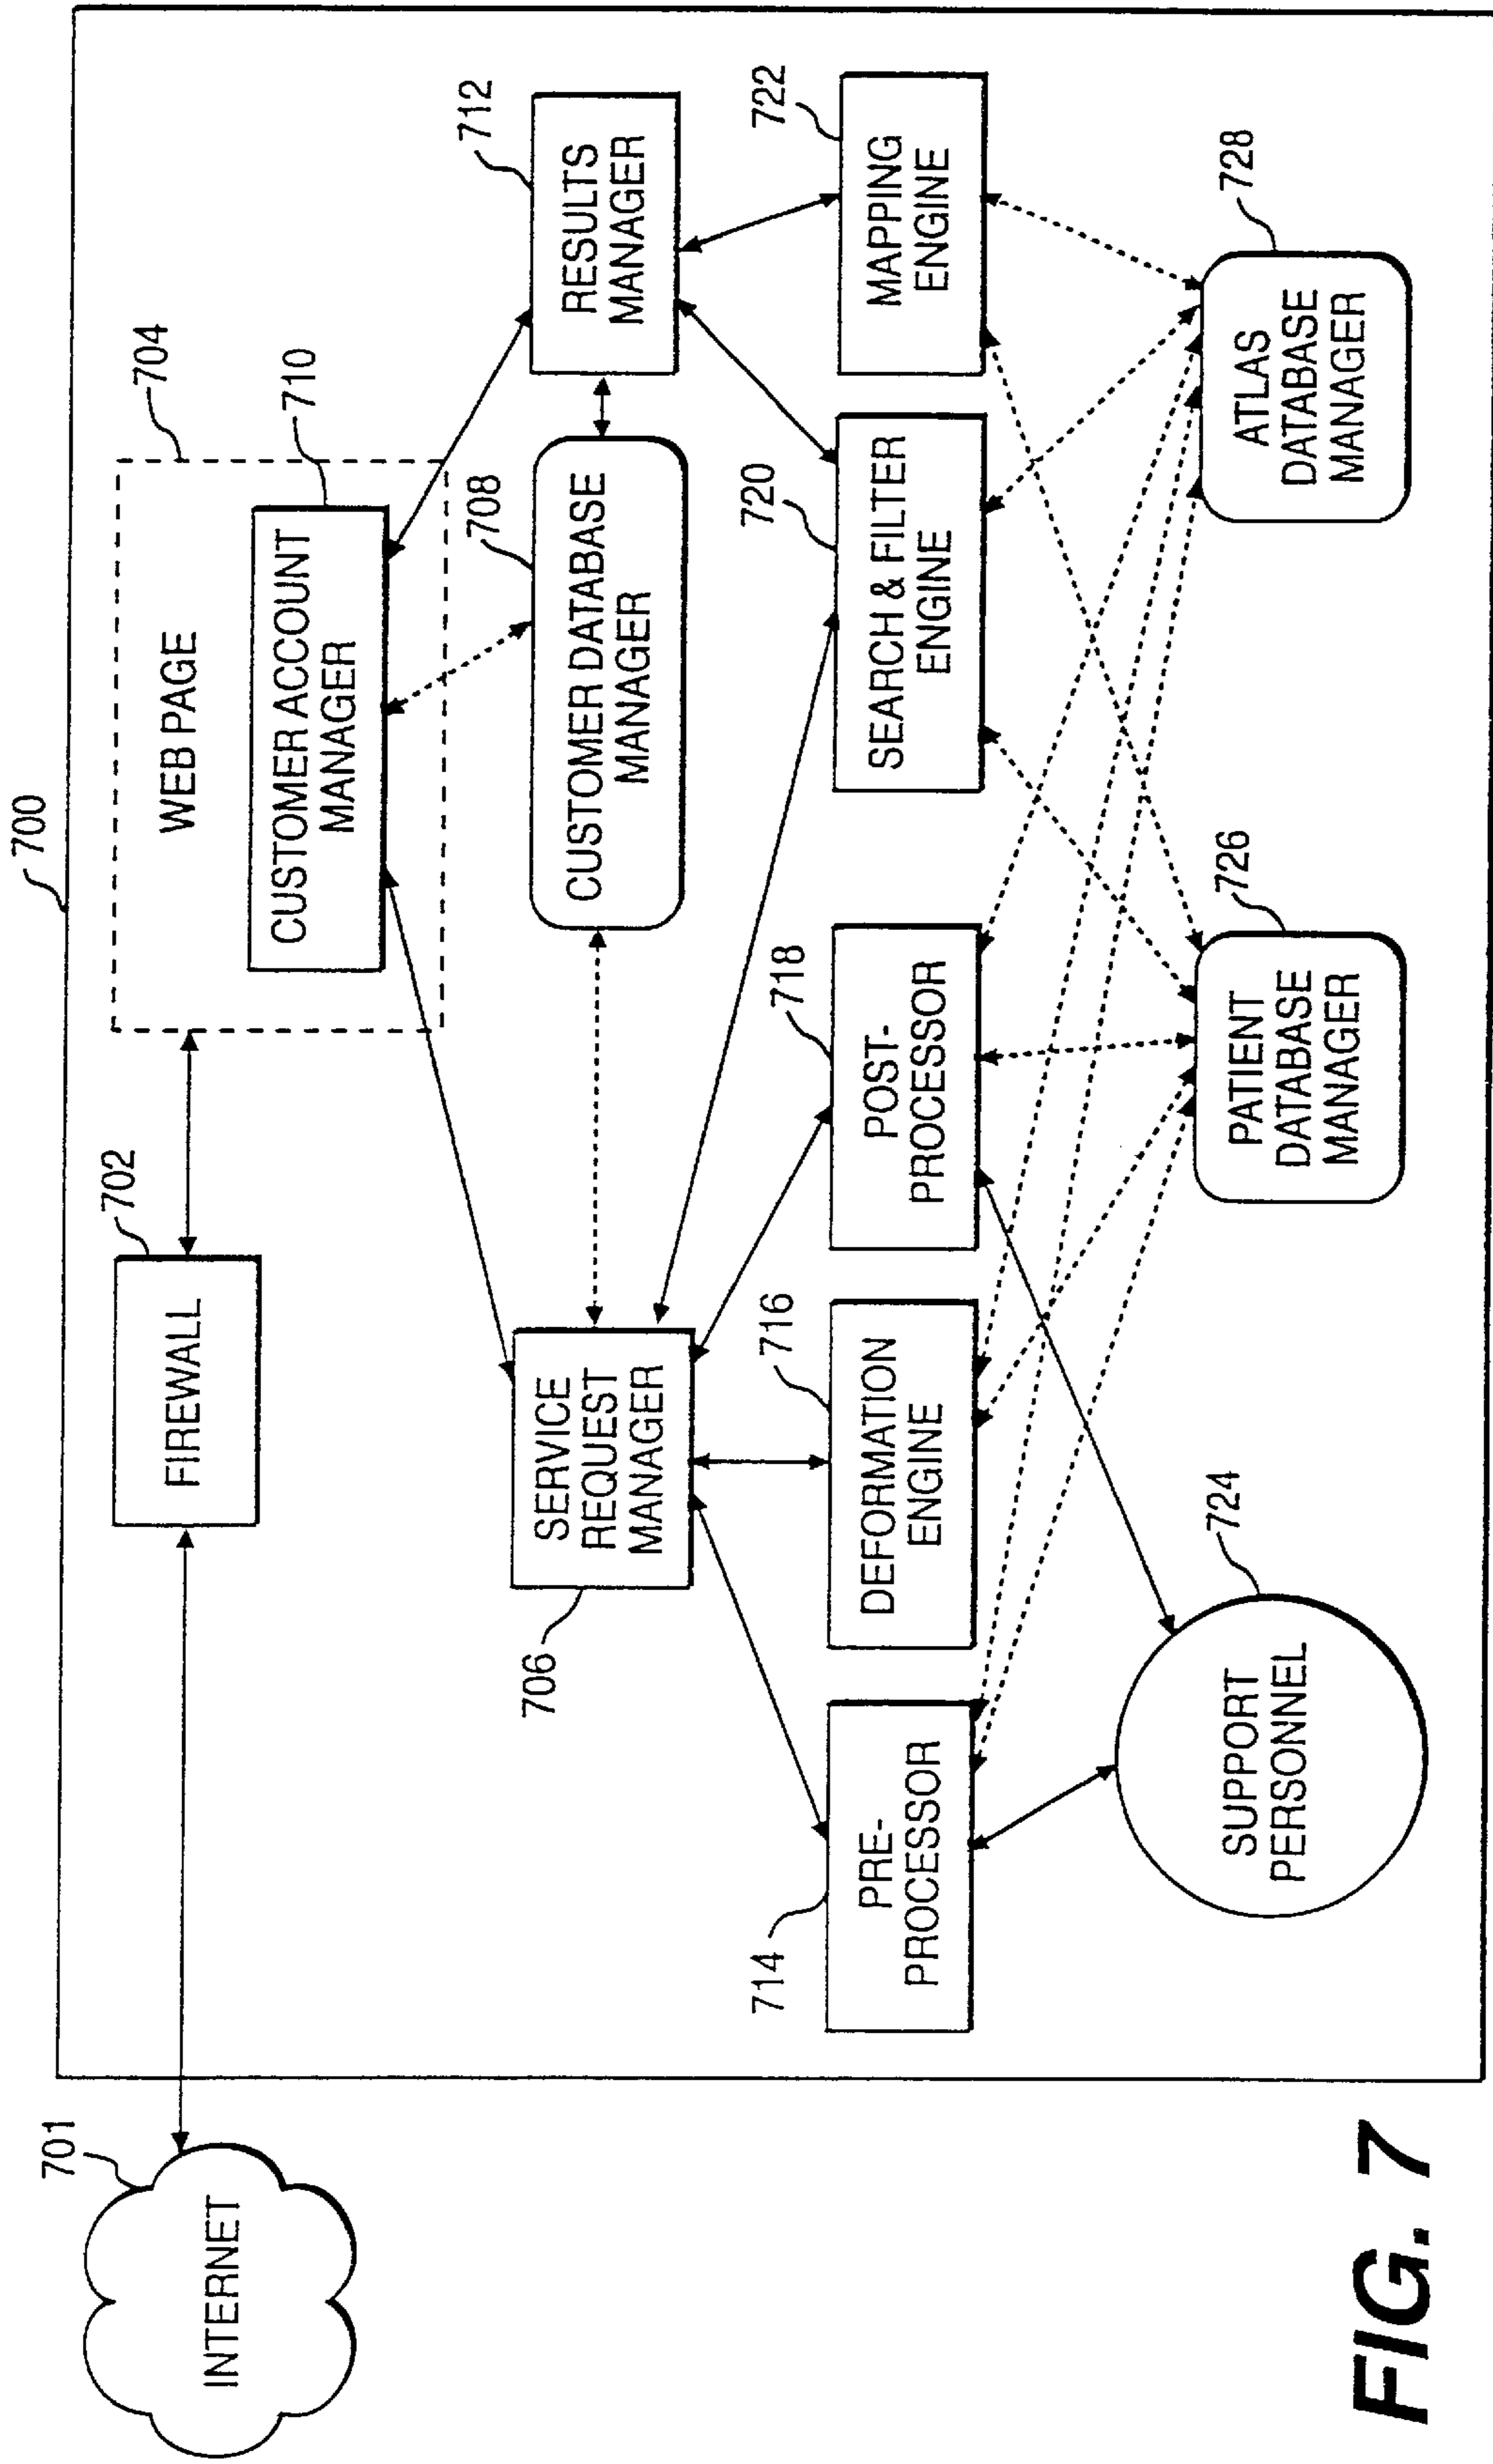 700
701
INTERNET
702
FIREWALL
704
WEB PAGE
710
CUSTOMER ACCOUNT
MANAGER
706
SERVICE
REQUEST
MANAGER
708
CUSTOMER DATABASE
MANAGER
712
RESULTS
MANAGER
714
PRE-
PROCESSOR
716
DEFORMATION
ENGINE
718
POST-
PROCESSOR
720
SEARCH & FILTER
ENGINE
722
MAPPING
ENGINE
724
SUPPORT
PERSONNEL
726
PATIENT
DATABASE
MANAGER
728
ATLAS
DATABASE
MANAGER
FIG. 7